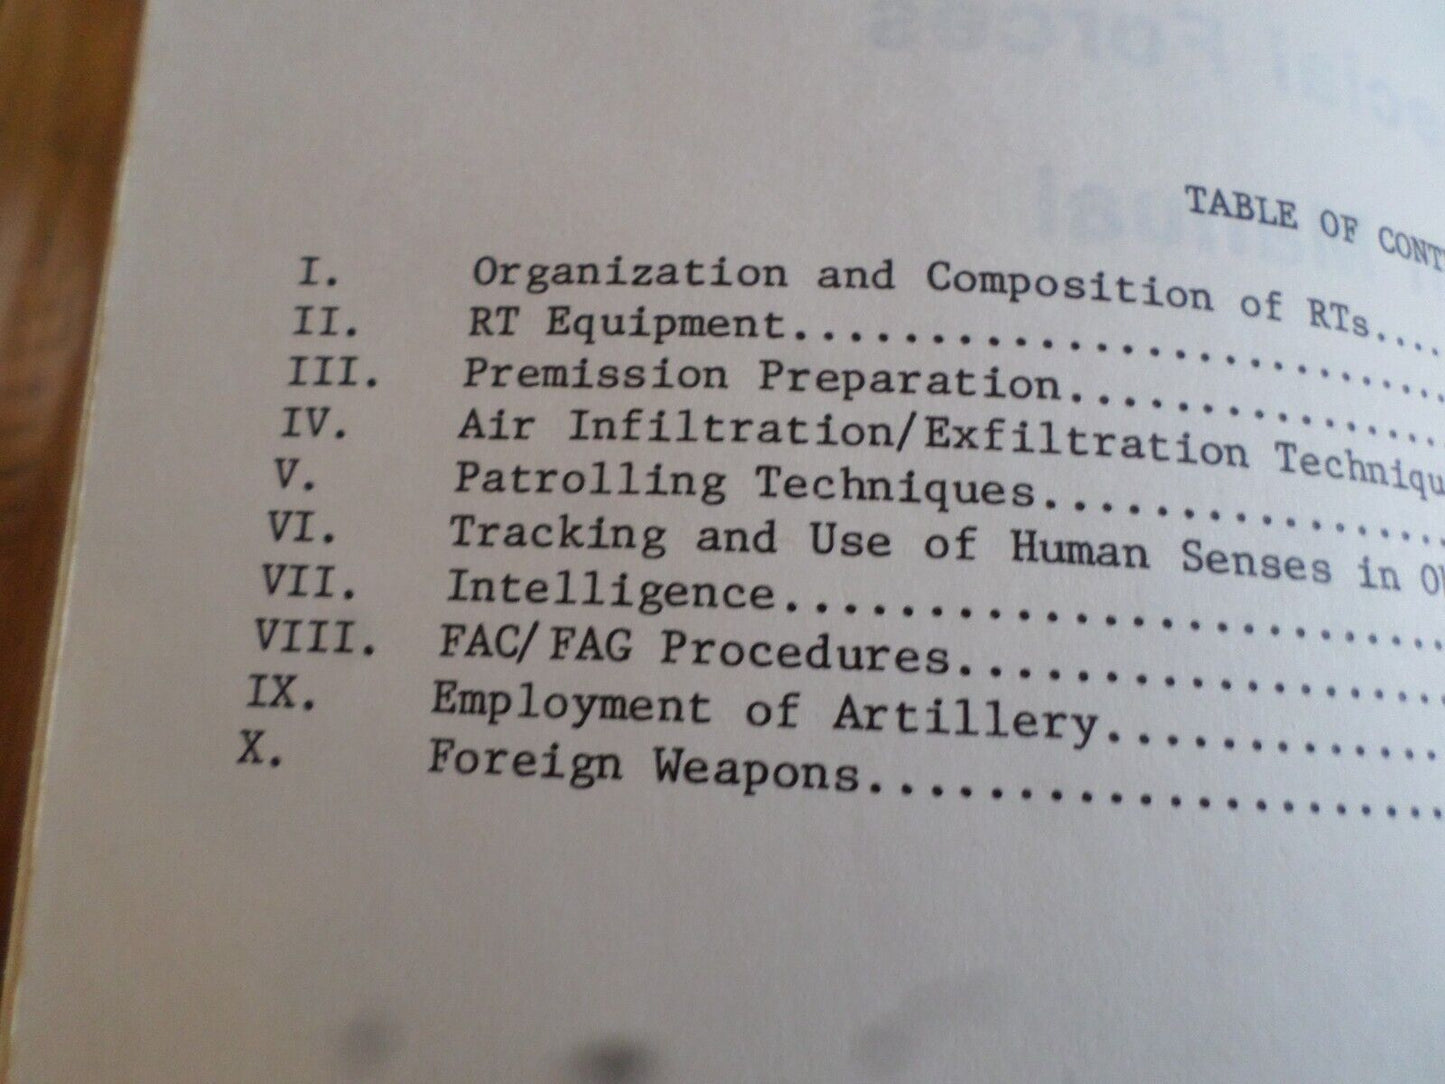 TABLE OF CONT
I. Organization and Composition of RTs....
II. RT Equipment........................
III. Premission Preparation..............
IV. Air Infiltration/Exfiltration Techniqu
V. Patrolling Techniques................
VI. Tracking and Use of Human Senses in
VII. Intelligence........................
VIII. FAC/FAG Procedures..................
IX. Employment of Artillery............
X. Foreign Weapons....................